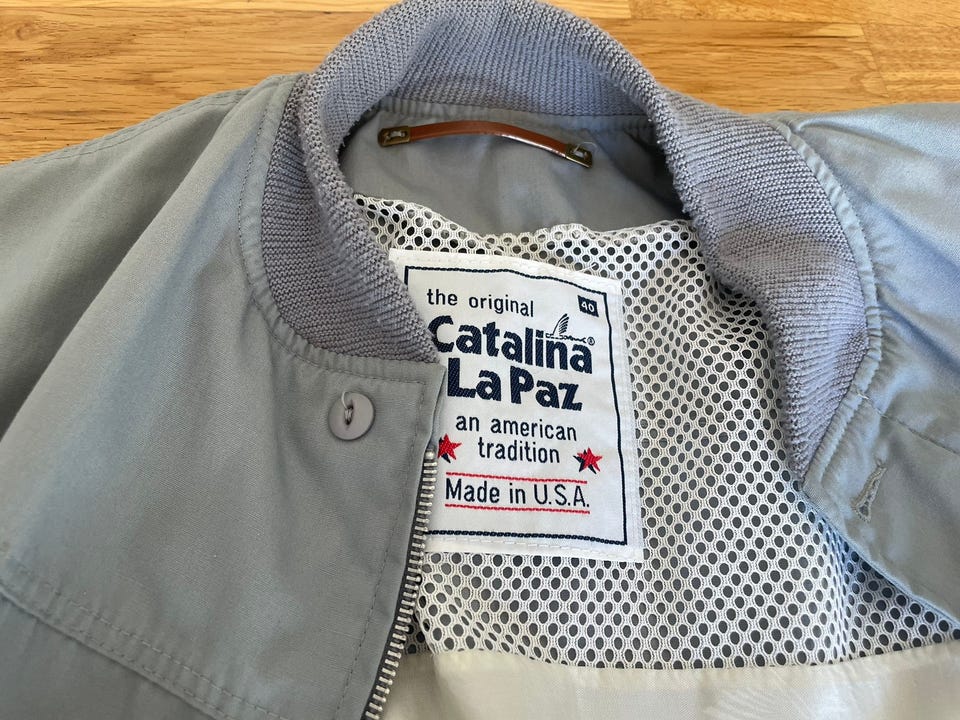 40
the original
Catalina®
La Paz
an american
tradition
Made in U.S.A.